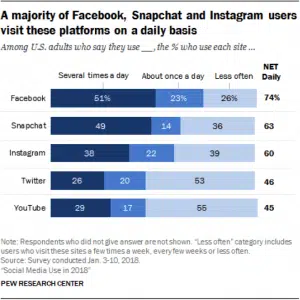 A majority of Facebook, Snapchat and Instagram users
visit these platforms on a daily basis
Among U.S. adults who say they use __, the % who use each site ...
Several times a day About once a day Less often NET Daily
Facebook 51% 23% 26% 74%
Snapchat 49 14 36 63
Instagram 38 22 39 60
Twitter 26 20 53 46
YouTube 29 17 55 45
Note: Respondents who did not give answer are not shown. "Less often" category includes
users who visit these sites a few times a week, every few weeks or less often.
Source: Survey conducted Jan. 3-10, 2018.
"Social Media Use in 2018"
PEW RESEARCH CENTER